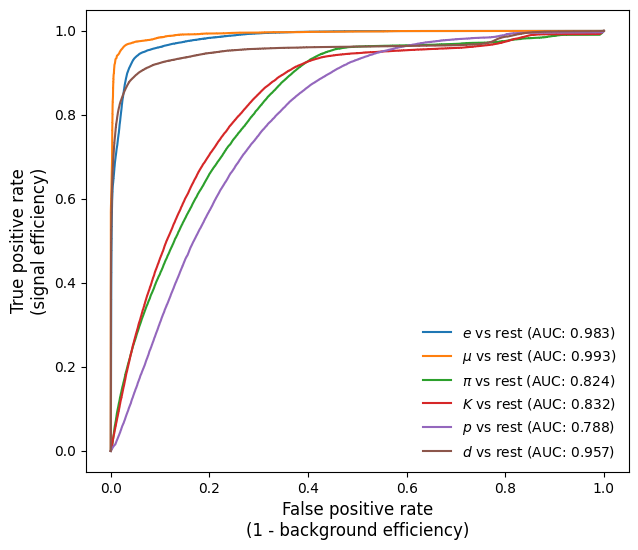 True positive rate
(signal efficiency)
1.0
0.8
0.6
0.4
0.2
0.0
e vs rest (AUC: 0.983)
μ vs rest (AUC: 0.993)
π vs rest (AUC: 0.824)
K vs rest (AUC: 0.832)
p vs rest (AUC: 0.788)
d vs rest (AUC: 0.957)
0.0 0.2 0.4 0.6 0.8 1.0
False positive rate
(1 - background efficiency)